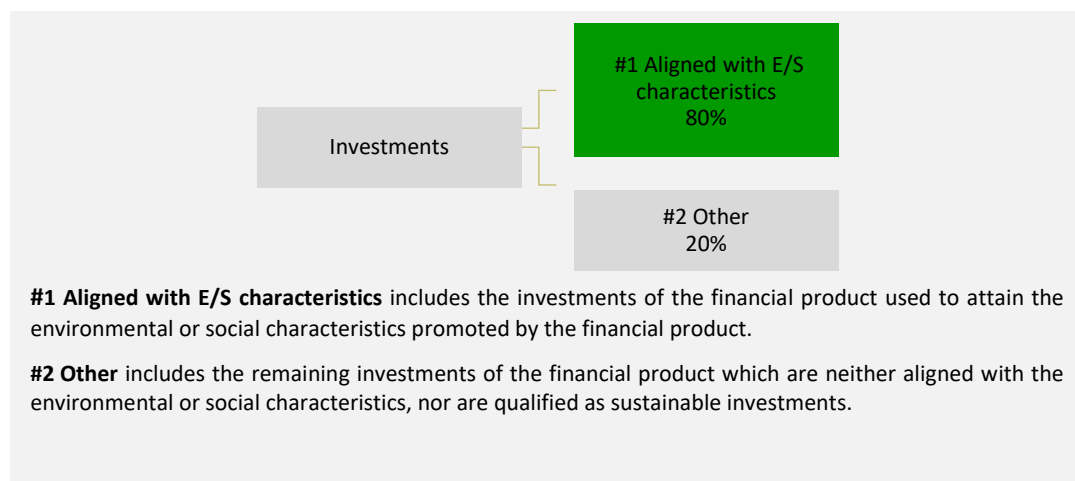 #1 Aligned with E/S
characteristics
80%
Investments
#2 Other
20%
#1 Aligned with E/S characteristics includes the investments of the financial product used to attain the
environmental or social characteristics promoted by the financial product.
#2 Other includes the remaining investments of the financial product which are neither aligned with the
environmental or social characteristics, nor are qualified as sustainable investments.